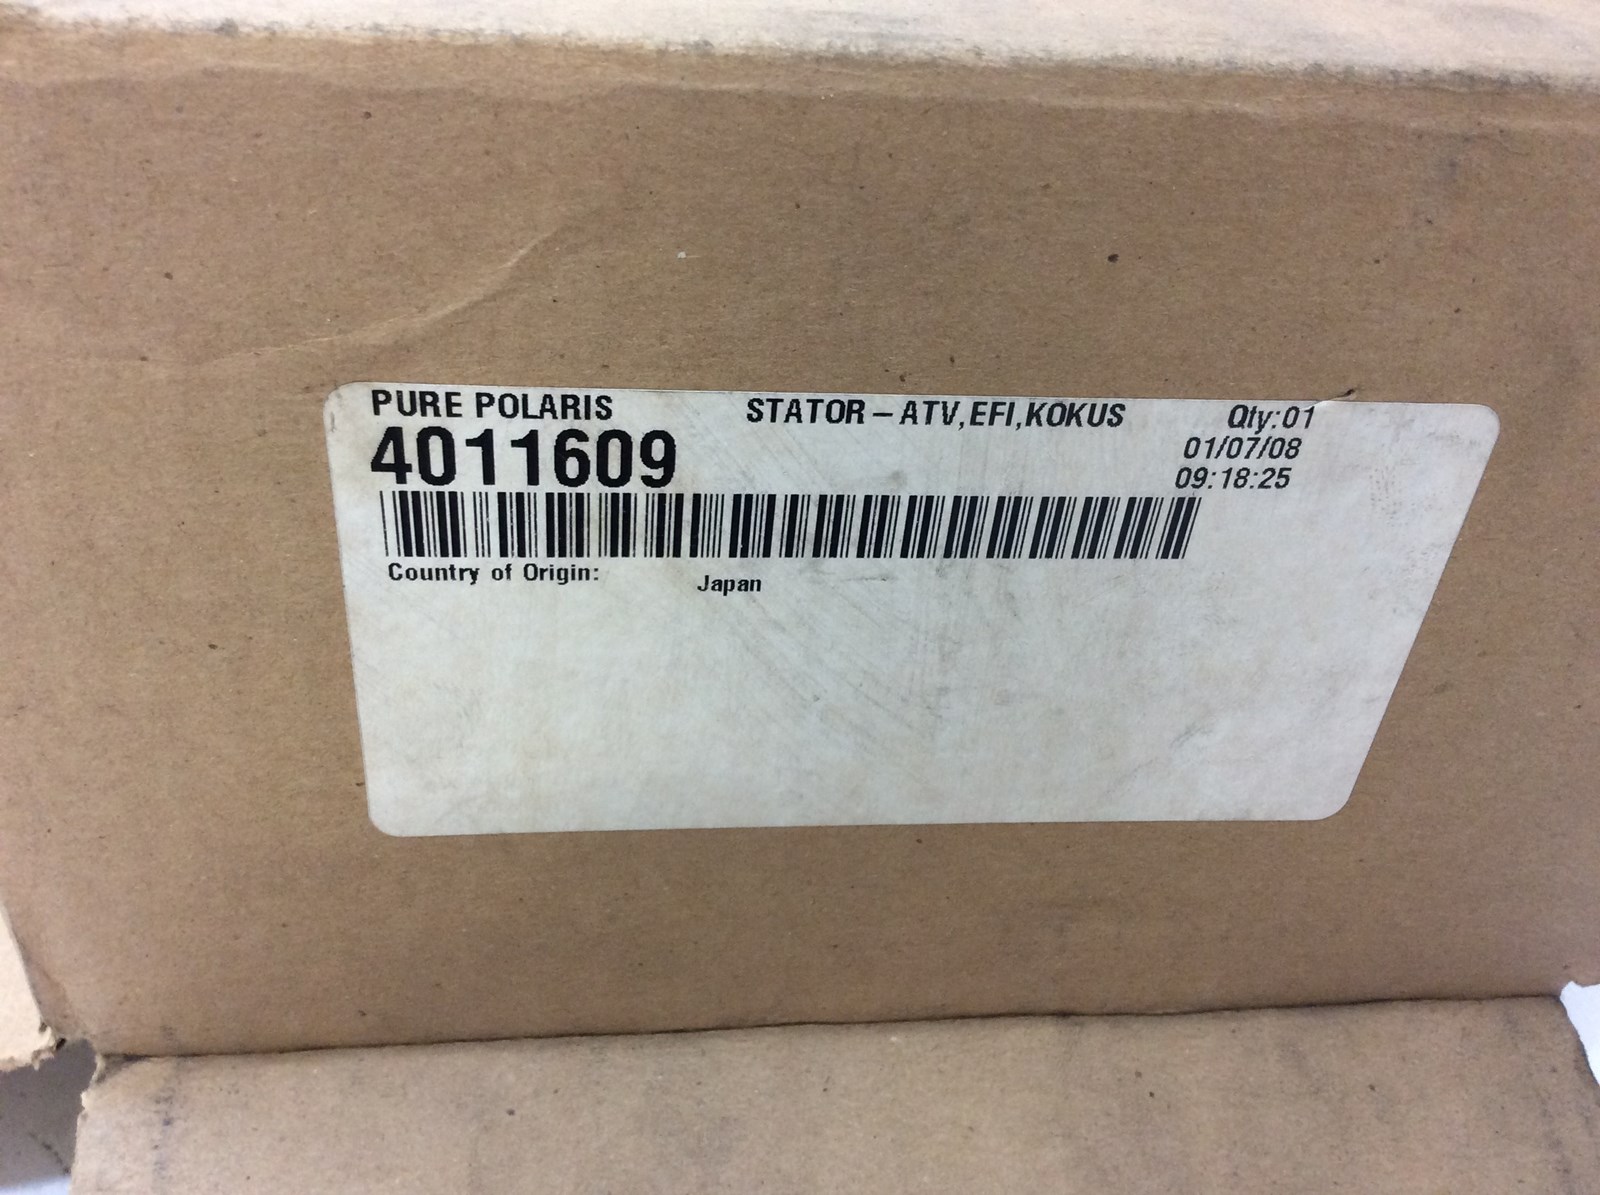 PURE POLARIS STATOR-ATV,EFI,KOKUS Qty:01
4011609 01/07/08
09:18:25
Country of Origin: Japan